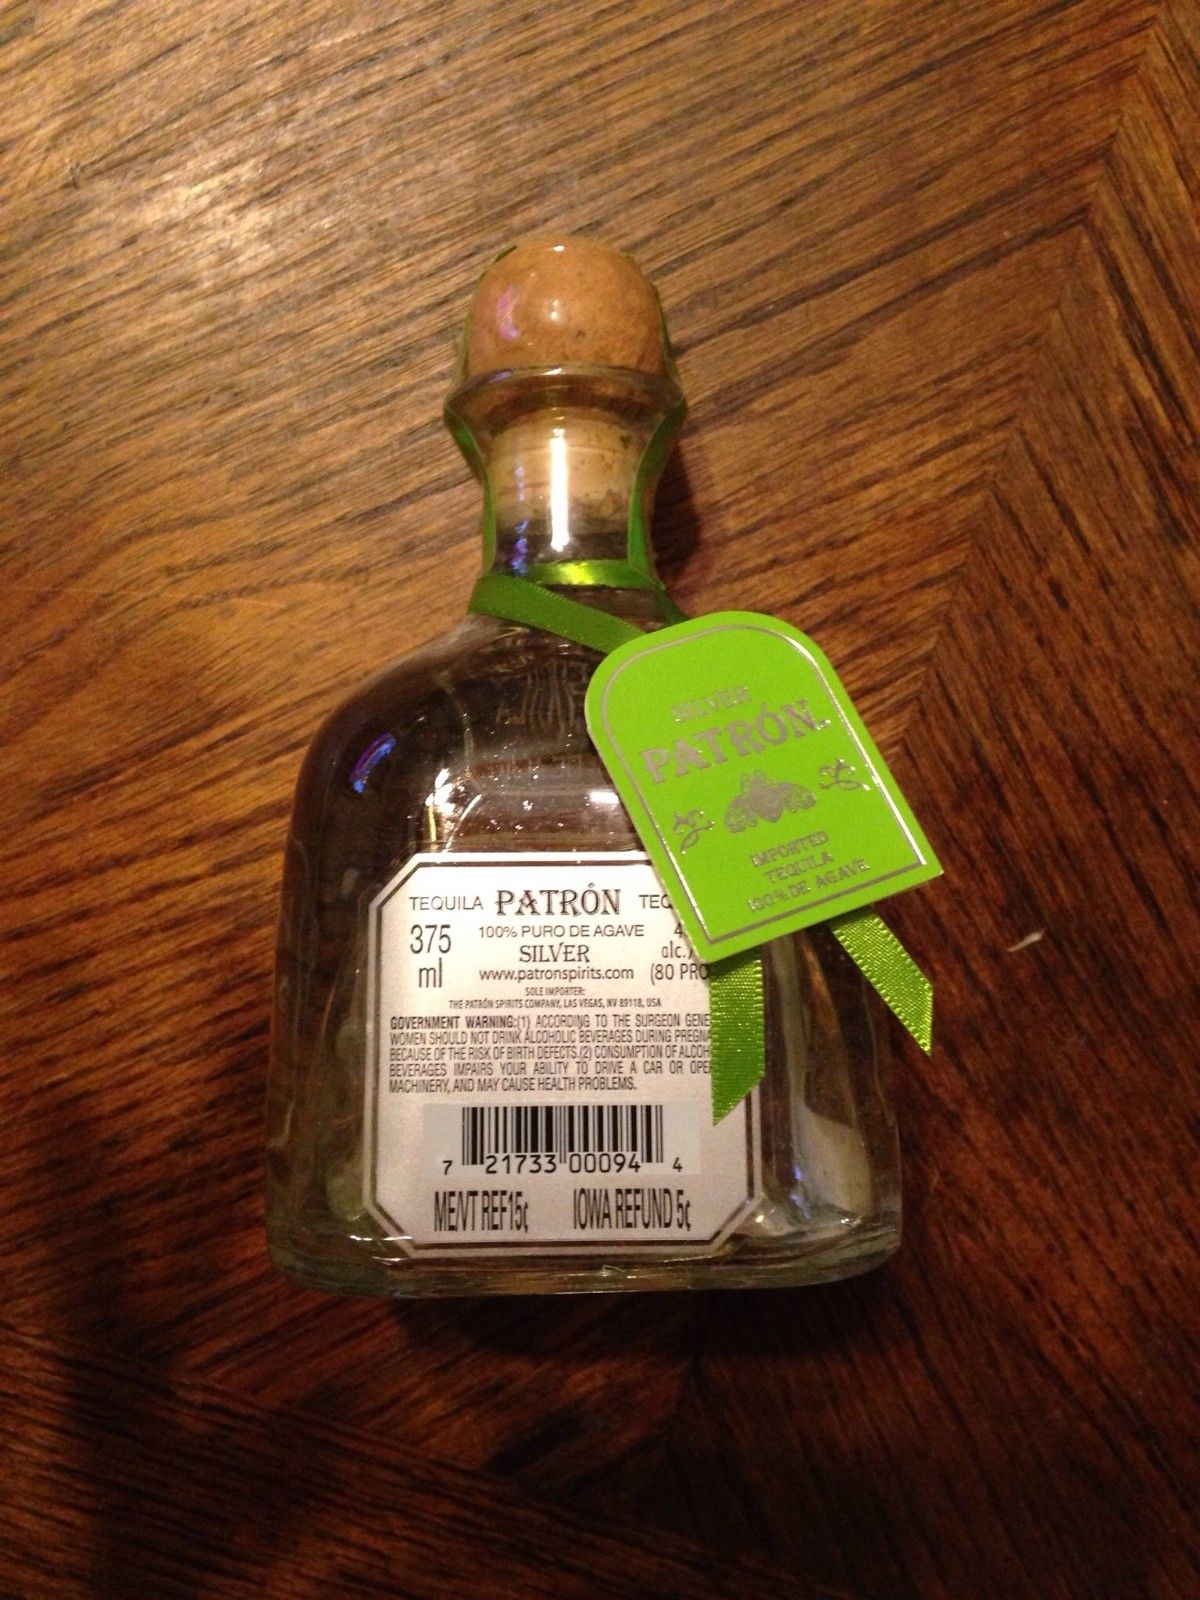 SILVER
PATRÓN
IMPORTED
TEQUILA
100% DE AGAVE
TEQUILA PATRÓN
375
ml
100% PURO DE AGAVE
SILVER
alc./
www.patronspirits.com
(80 PRO
SOLE IMPORTER:
THE PATRÓN SPIRITS COMPANY, LAS VEGAS, NV 89118, USA
GOVERNMENT WARNING:(1) ACCORDING TO THE SURGEON GENE
WOMEN SHOULD NOT DRINK ALCOHOLIC BEVERAGES DURING PREGNA
BECAUSE OF THE RISK OF BIRTH DEFECTS.(2) CONSUMPTION OF ALCOH
BEVERAGES IMPAIRS YOUR ABILITY TO DRIVE A CAR OR OPE
MACHINERY, AND MAY CAUSE HEALTH PROBLEMS.
7 21733 00094 4
ME/VT REF15¢ IOWA REFUND 5¢